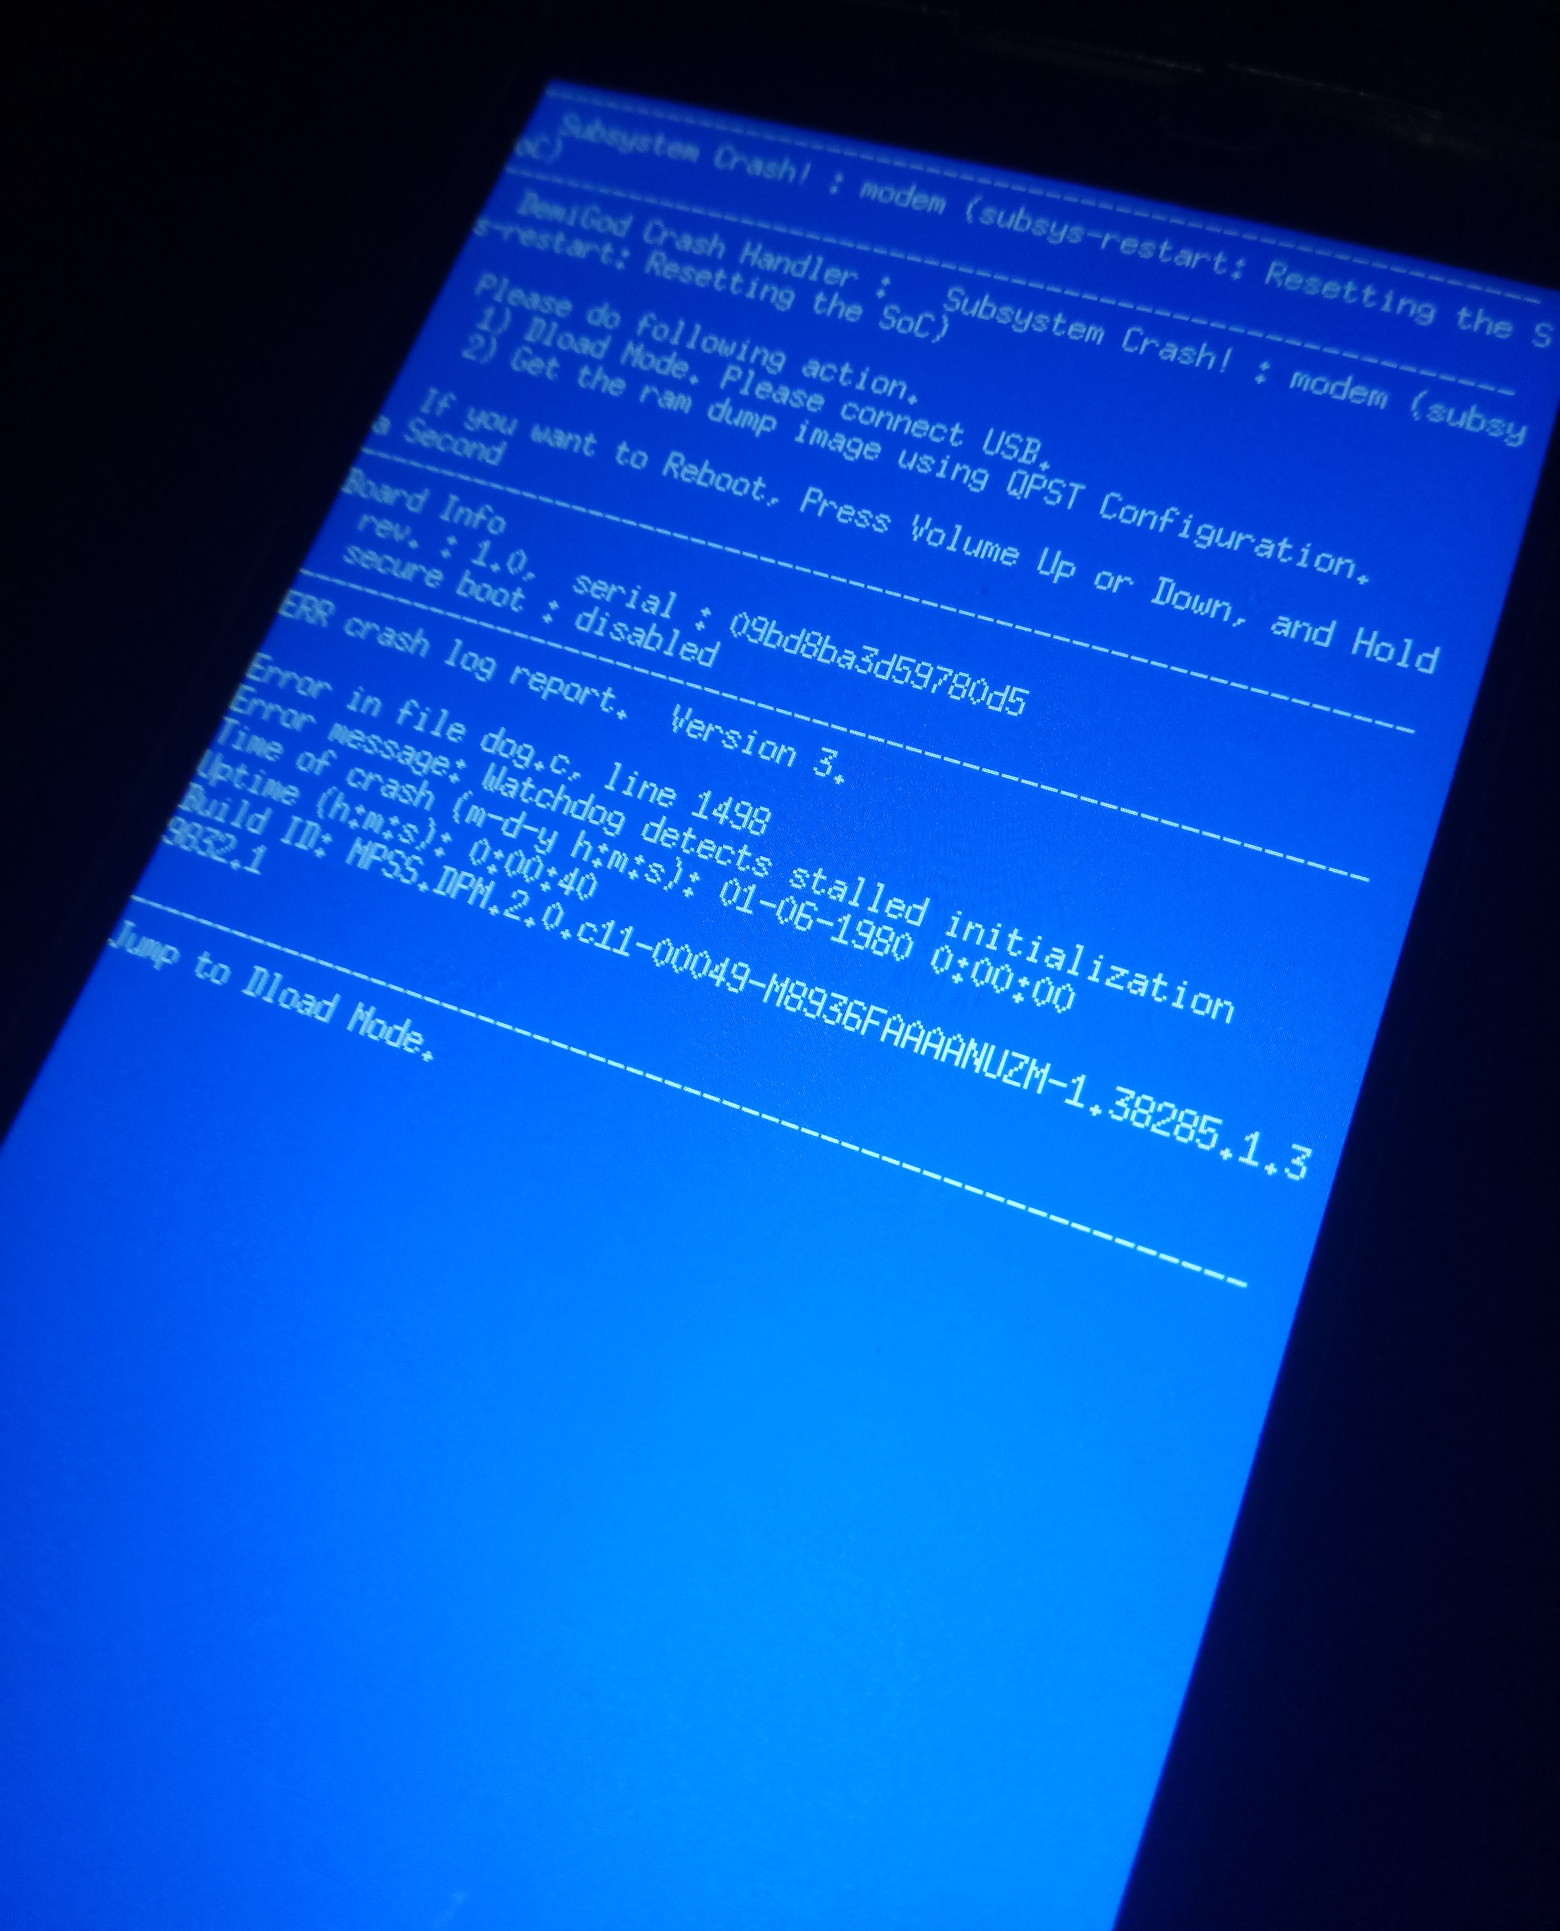 Subsystem Crash! : modem (subsys-restart: Resetting the S
oC)
DemiGod Crash Handler :   Subsystem Crash! : modem (subsy
s-restart: Resetting the SoC)
Please do following action.
1) Dload Mode. Please connect USB.
2) Get the ram dump image using QPST Configuration.
If you want to Reboot, Press Volume Up or Down, and Hold
a Second
Board Info
rev. : 1.0,  serial : 09bd8ba3d59780d5
secure boot : disabled
ERR crash log report.  Version 3.
Error in file dog.c, line 1498
Error message: Watchdog detects stalled initialization
Time of crash (m-d-y h:m:s): 01-06-1980 0:00:00
Uptime (h:m:s): 0:00:40
Build ID: MPSS.DPM.2.0.c11-00049-M8936FAAAANUZM-1.38285.1.3
9832.1
Jump to Dload Mode.